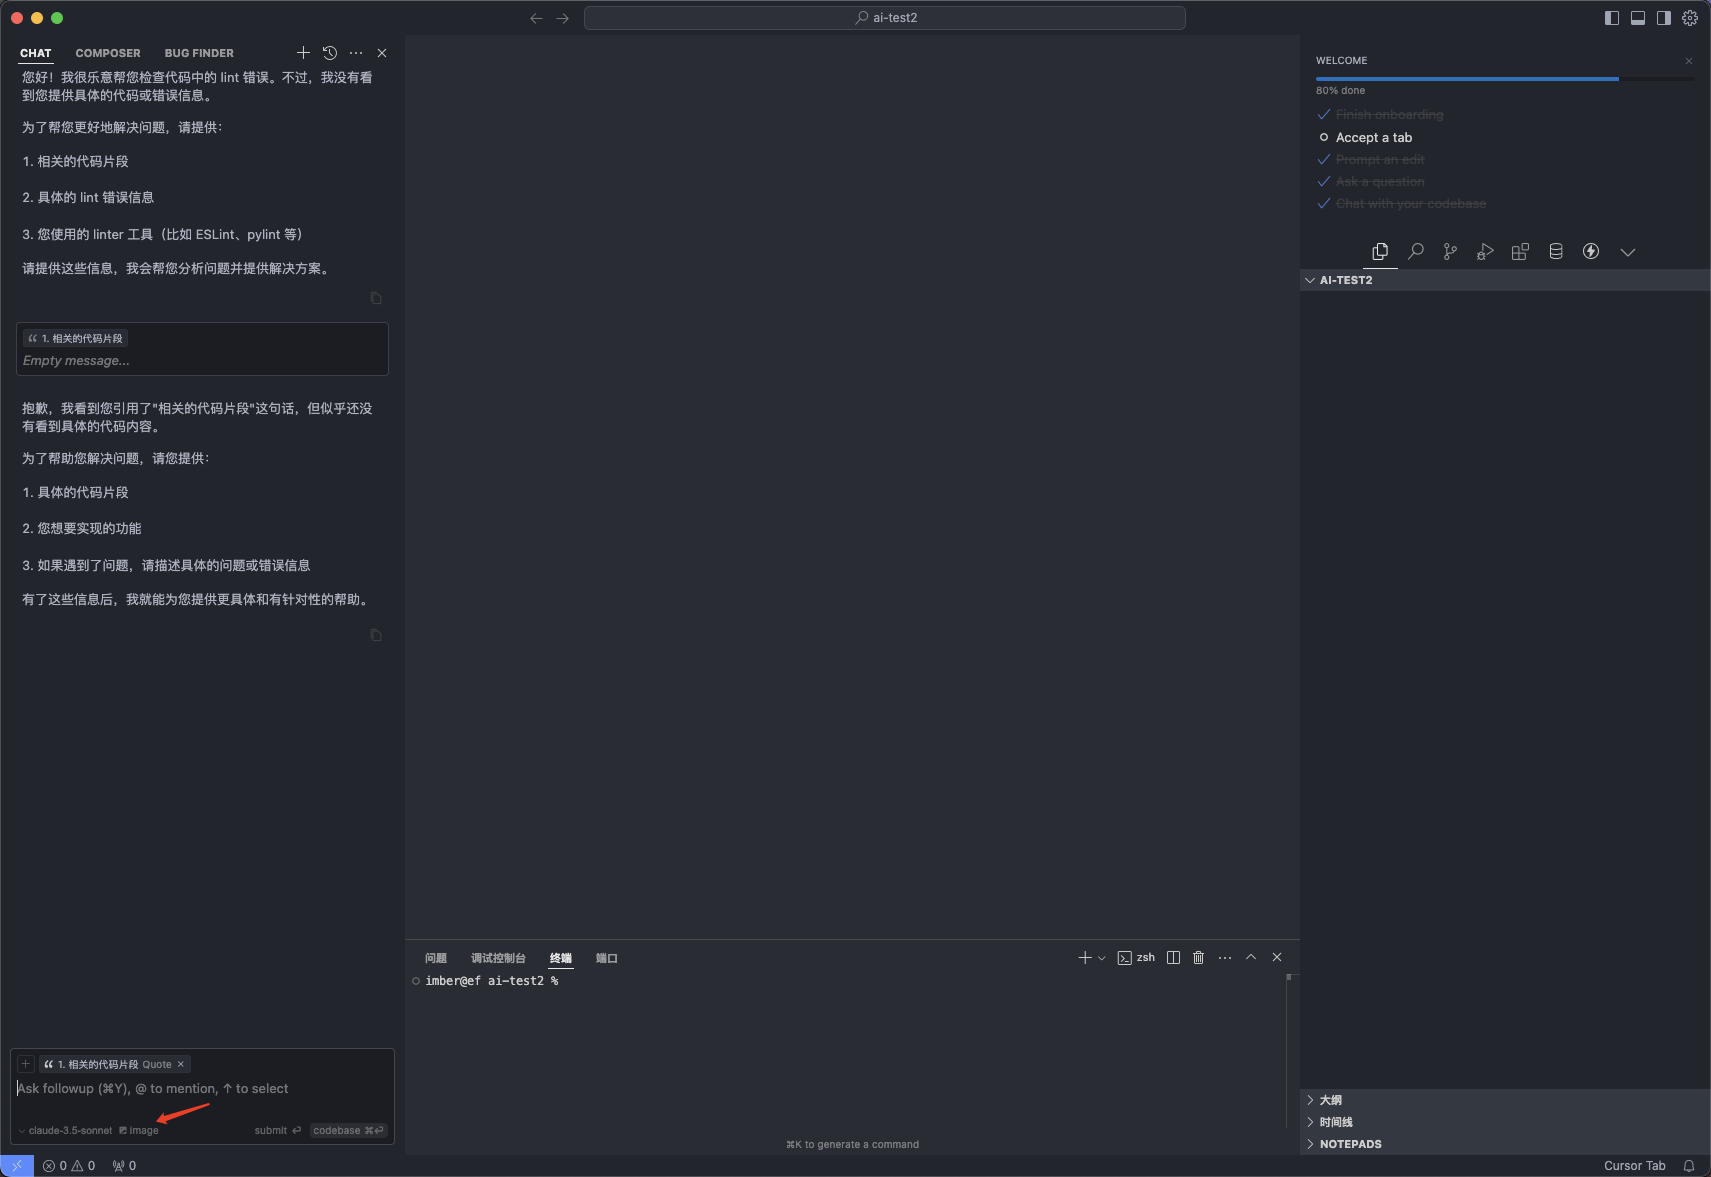 ai-test2
CHAT COMPOSER BUG FINDER
您好！我很乐意帮您检查代码中的 lint 错误。不过，我没有看
到您提供具体的代码或错误信息。
为了帮您更好地解决问题，请提供：
1. 相关的代码片段
2. 具体的 lint 错误信息
3. 您使用的 linter 工具（比如 ESLint、pylint 等）
请提供这些信息，我会帮您分析问题并提供解决方案。
1. 相关的代码片段
Empty message...
抱歉，我看到您引用了"相关的代码片段"这句话，但似乎还没
有看到具体的代码内容。
为了帮助您解决问题，请您提供：
1. 具体的代码片段
2. 您想要实现的功能
3. 如果遇到了问题，请描述具体的问题或错误信息
有了这些信息后，我就能为您提供更具体和有针对性的帮助。
1. 相关的代码片段 Quote ×
Ask followup (⌘Y), @ to mention, ↑ to select
claude-3.5-sonnet image submit ⏎ codebase ⌘⏎
问题 调试控制台 终端 端口
zsh
imber@ef ai-test2 %
⌘K to generate a command
WELCOME
80% done
Finish onboarding
Accept a tab
Prompt an edit
Ask a question
Chat with your codebase
AI-TEST2
大纲
时间线
NOTEPADS
0 0 0
Cursor Tab